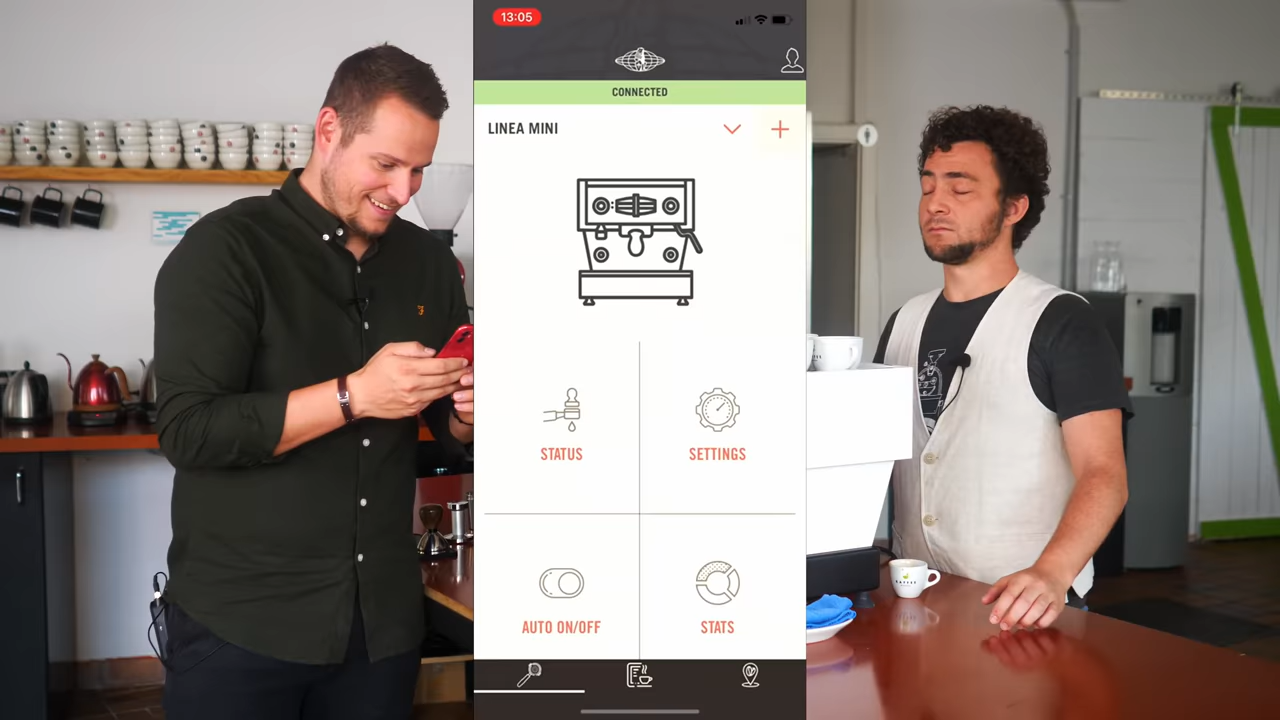 13:05
CONNECTED
LINEA MINI
STATUS
SETTINGS
AUTO ON/OFF
STATS